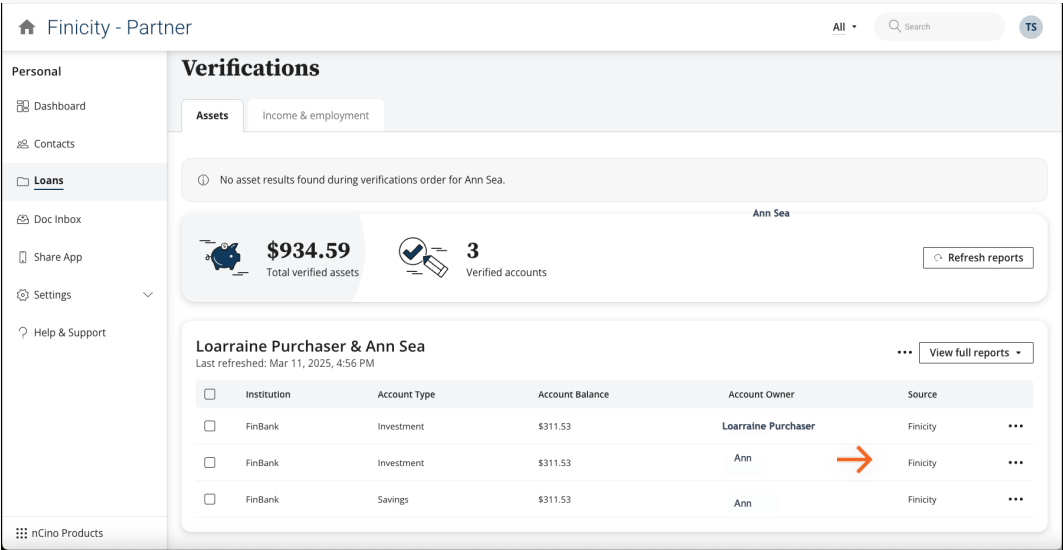 Finicity - Partner
All
Search
TS
Personal
Dashboard
Contacts
Loans
Doc Inbox
Share App
Settings
Help & Support
nCino Products
Verifications
Assets Income & employment
No asset results found during verifications order for Ann Sea.
Ann Sea
$934.59
Total verified assets
3
Verified accounts
Refresh reports
Loarraine Purchaser & Ann Sea
Last refreshed: Mar 11, 2025, 4:56 PM
View full reports
Institution Account Type Account Balance Account Owner Source
FinBank Investment $311.53 Loarraine Purchaser Finicity
FinBank Investment $311.53 Ann Finicity
FinBank Savings $311.53 Ann Finicity